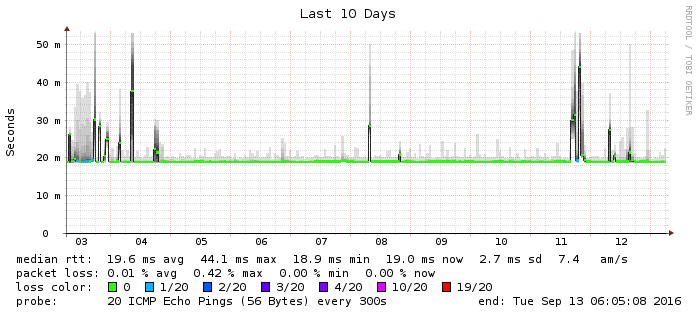 Last 10 Days
RRDTOOL / TOBI OETIKER
Seconds
50 m
40 m
30 m
20 m
10 m
0
03 04 05 06 07 08 09 10 11 12
median rtt: 19.6 ms avg 44.1 ms max 18.9 ms min 19.0 ms now 2.7 ms sd 7.4 am/s
packet loss: 0.01 % avg 0.42 % max 0.00 % min 0.00 % now
loss color: 0 1/20 2/20 3/20 4/20 10/20 19/20
probe: 20 ICMP Echo Pings (56 Bytes) every 300s end: Tue Sep 13 06:05:08 2016